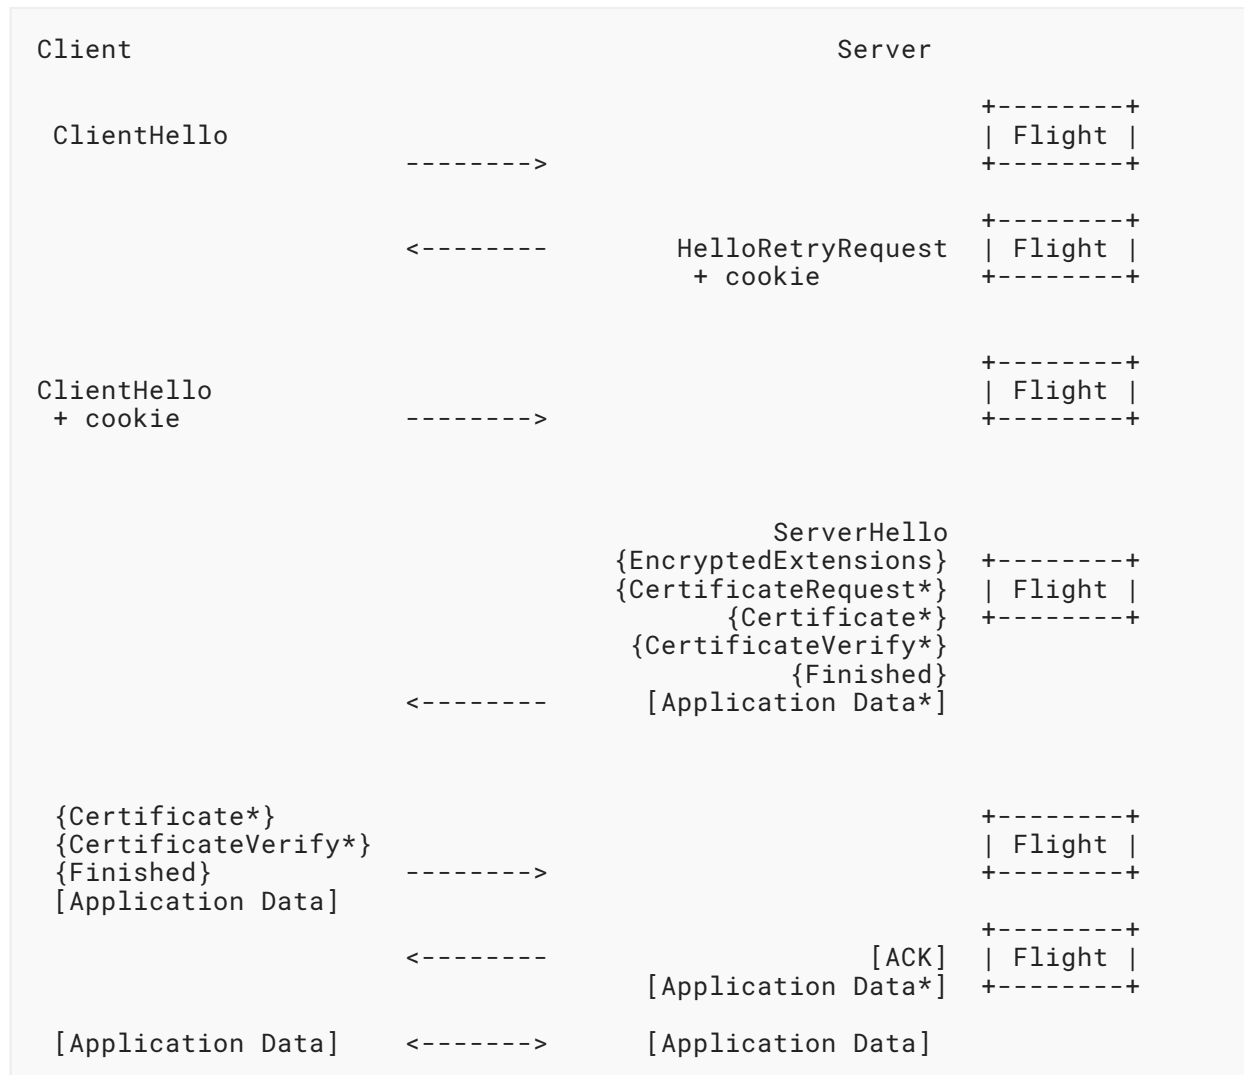 Client                                            Server

                                                           +--------+
 ClientHello                                               | Flight |
                       -------->                           +--------+

                                                           +--------+
                       <--------        HelloRetryRequest  | Flight |
                                         + cookie          +--------+


                                                           +--------+
ClientHello                                                | Flight |
 + cookie              -------->                           +--------+



                                              ServerHello
                                    {EncryptedExtensions}  +--------+
                                    {CertificateRequest*}  | Flight |
                                           {Certificate*}  +--------+
                                     {CertificateVerify*}
                                               {Finished}
                       <--------      [Application Data*]



 {Certificate*}                                            +--------+
 {CertificateVerify*}                                      | Flight |
 {Finished}            -------->                           +--------+
 [Application Data]
                                                           +--------+
                       <--------                    [ACK]  | Flight |
                                      [Application Data*]  +--------+

 [Application Data]    <------->      [Application Data]